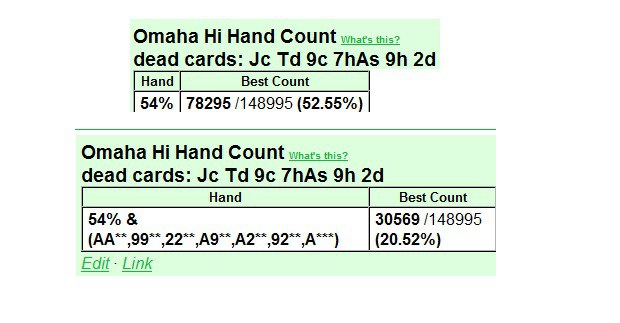 Omaha Hi Hand Count What's this?
dead cards: Jc Td 9c 7hAs 9h 2d
Hand Best Count
54% 78295 /148995 (52.55%)
Omaha Hi Hand Count What's this?
dead cards: Jc Td 9c 7hAs 9h 2d
Hand Best Count
54% & 30569 /148995
(AA**,99**,22**,A9**,A2**,92**,A***) (20.52%)
Edit · Link